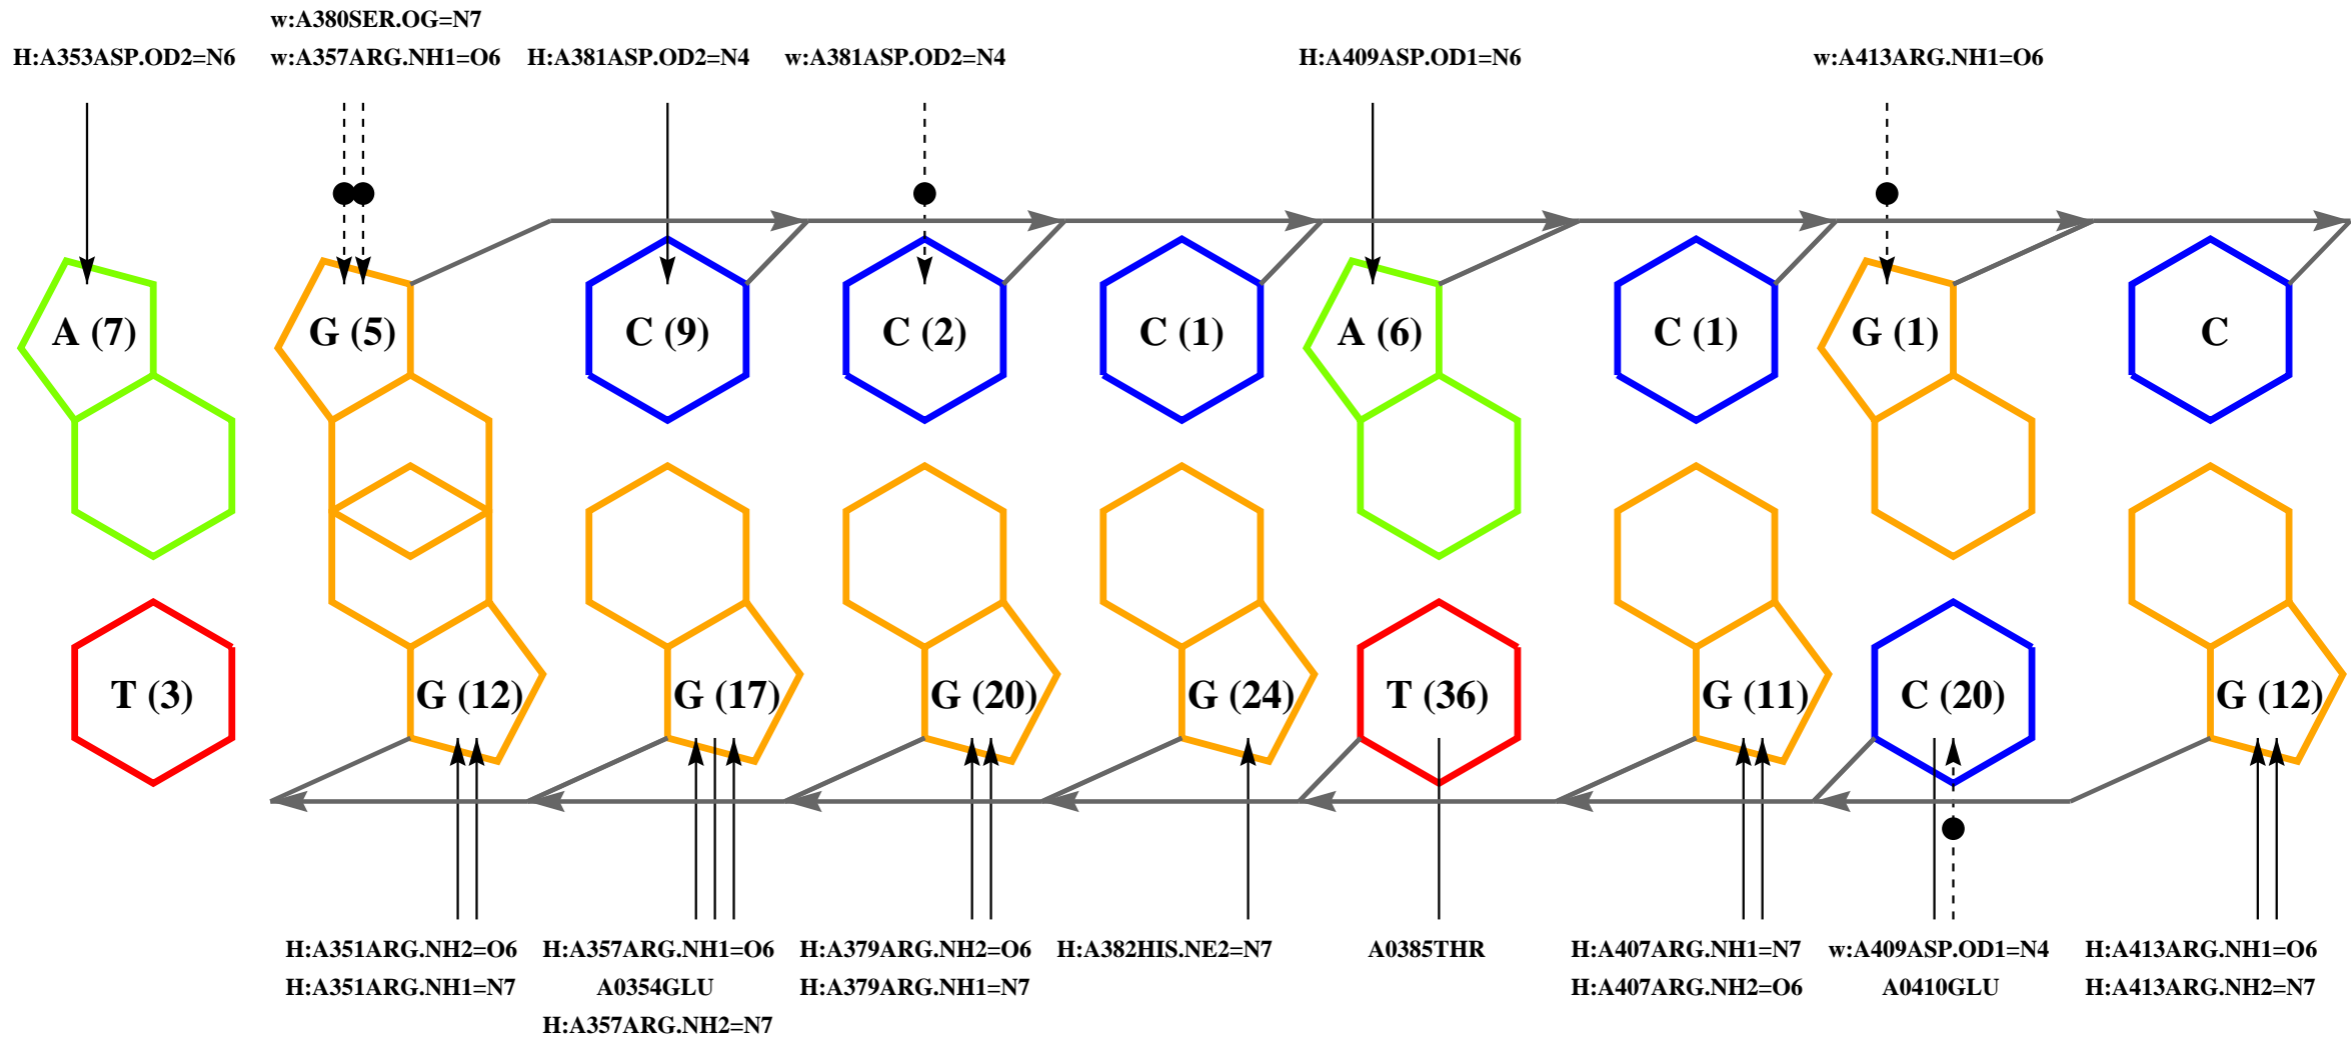 w:A380SER.OG=N7
H:A353ASP.OD2=N6 w:A357ARG.NH1=O6 H:A381ASP.OD2=N4 w:A381ASP.OD2=N4 H:A409ASP.OD1=N6 w:A413ARG.NH1=O6
A (7) G (5) C (9) C (2) C (1) A (6) C (1) G (1) C
T (3) G (12) G (17) G (20) G (24) T (36) G (11) C (20) G (12)
H:A351ARG.NH2=O6 H:A357ARG.NH1=O6 H:A379ARG.NH2=O6 H:A382HIS.NE2=N7 A0385THR H:A407ARG.NH1=N7 w:A409ASP.OD1=N4 H:A413ARG.NH1=O6
H:A351ARG.NH1=N7 A0354GLU H:A379ARG.NH1=N7 H:A407ARG.NH2=O6 A0410GLU H:A413ARG.NH2=N7
H:A357ARG.NH2=N7